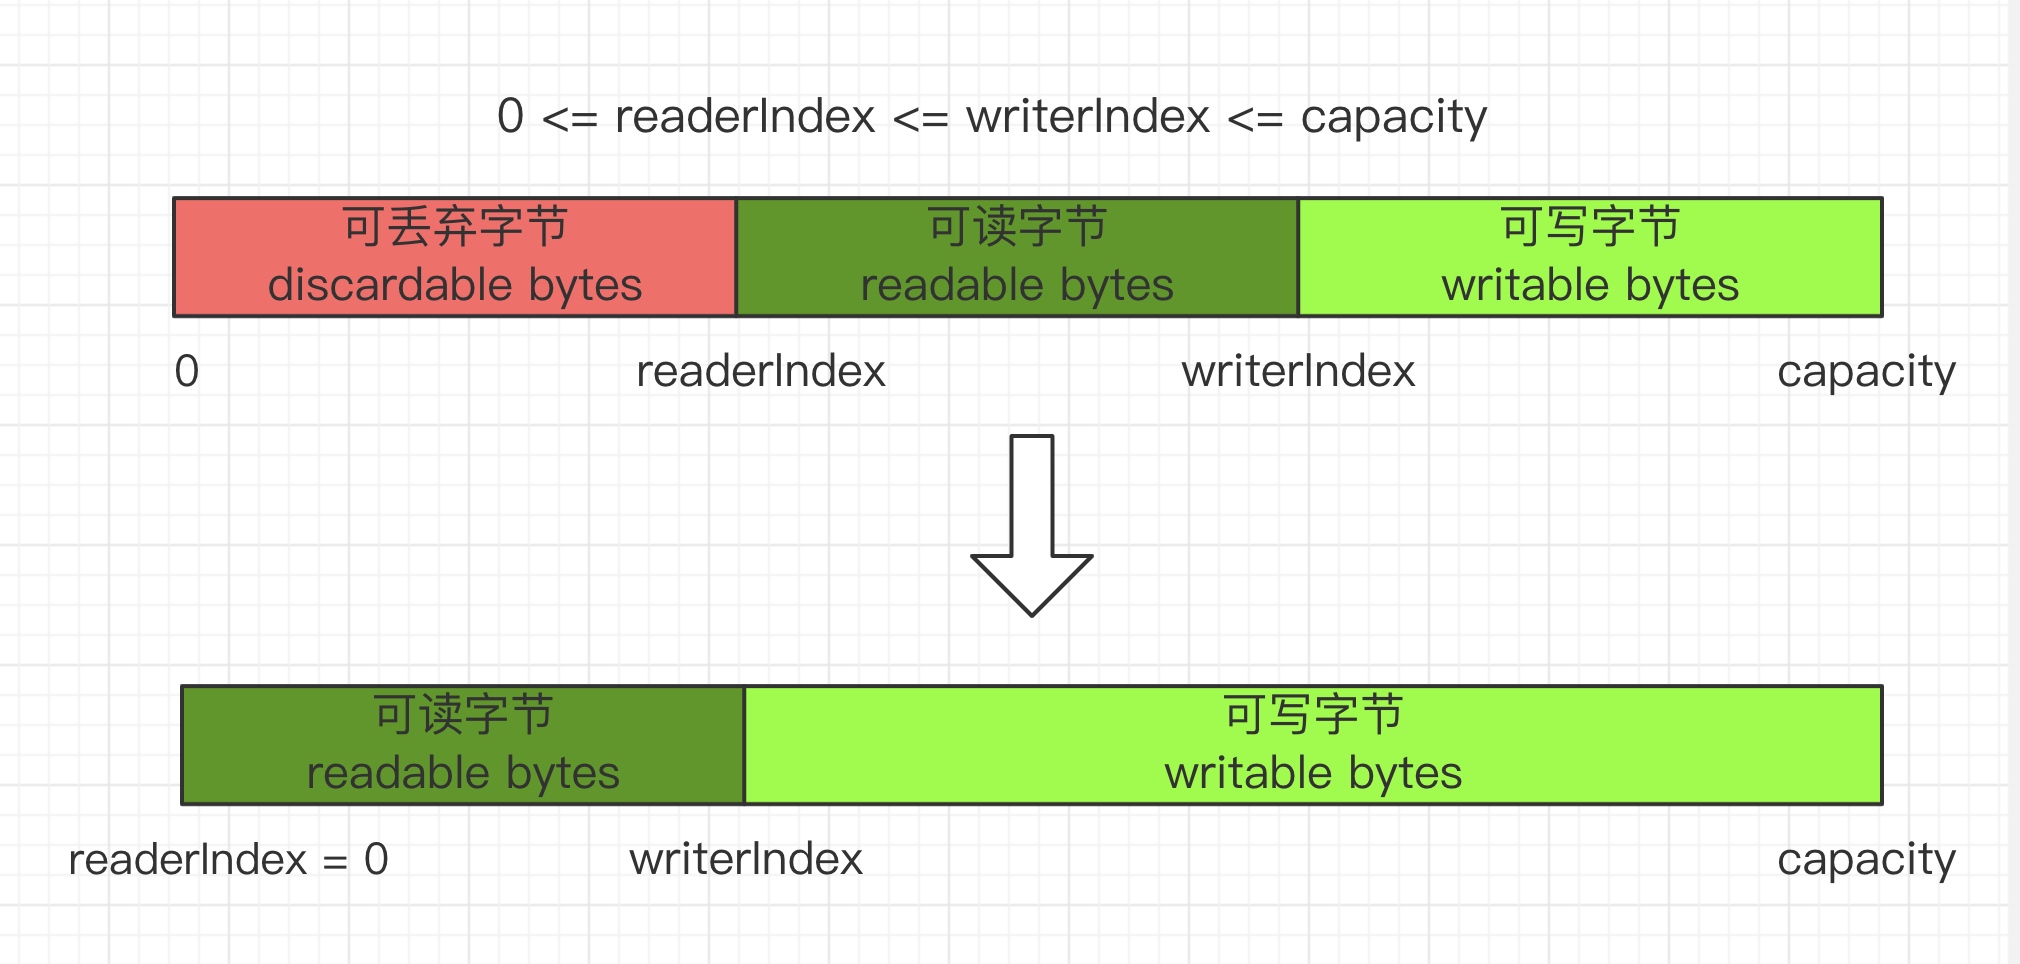 0 <= readerIndex <= writerIndex <= capacity
可丢弃字节
discardable bytes
可读字节
readable bytes
可写字节
writable bytes
0
readerIndex
writerIndex
capacity
可读字节
readable bytes
可写字节
writable bytes
readerIndex = 0
writerIndex
capacity